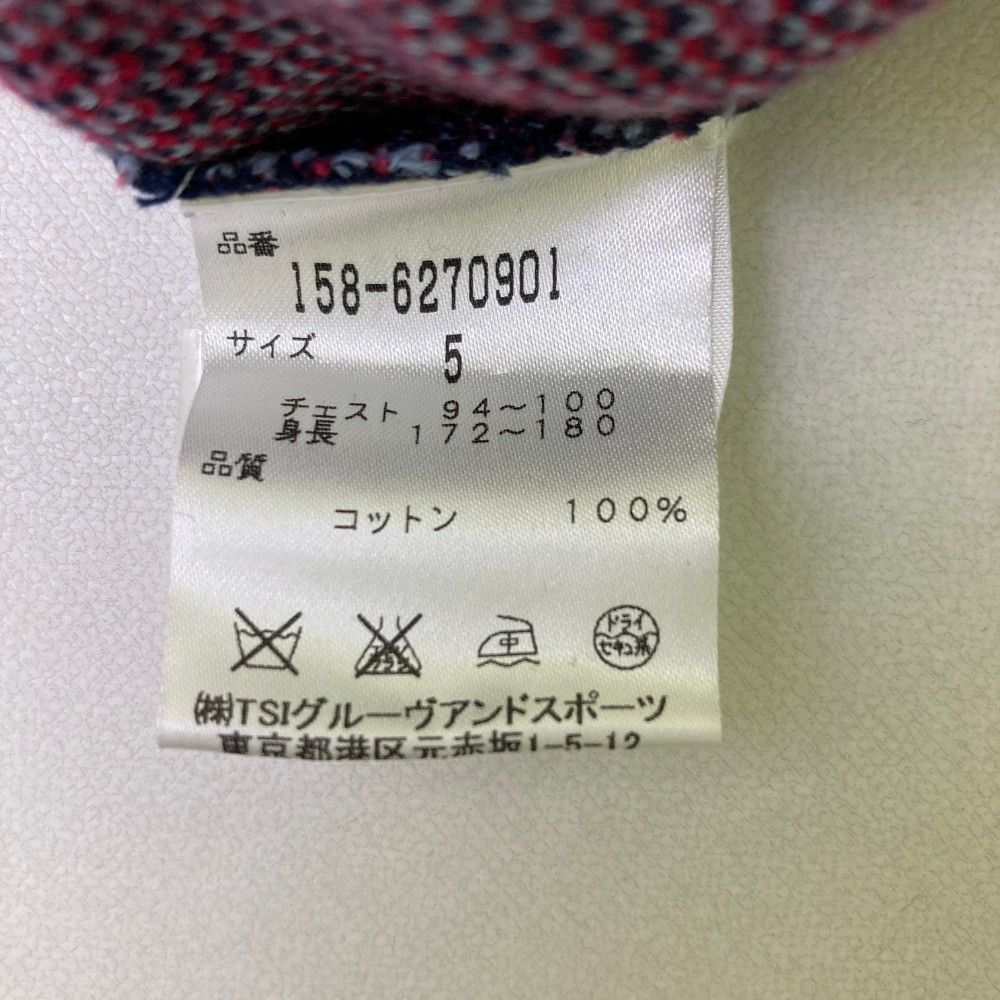 品番
158-6270901
サイズ 5
チェスト 94～100
身長 172～180
品質
コットン 100%
中
ドライ
セキユ系
(株)TSIグルーヴアンドスポーツ
東京都港区元赤坂1-5-12